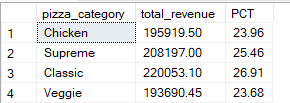 pizza_category total_revenue PCT
1 Chicken 195919.50 23.96
2 Supreme 208197.00 25.46
3 Classic 220053.10 26.91
4 Veggie 193690.45 23.68